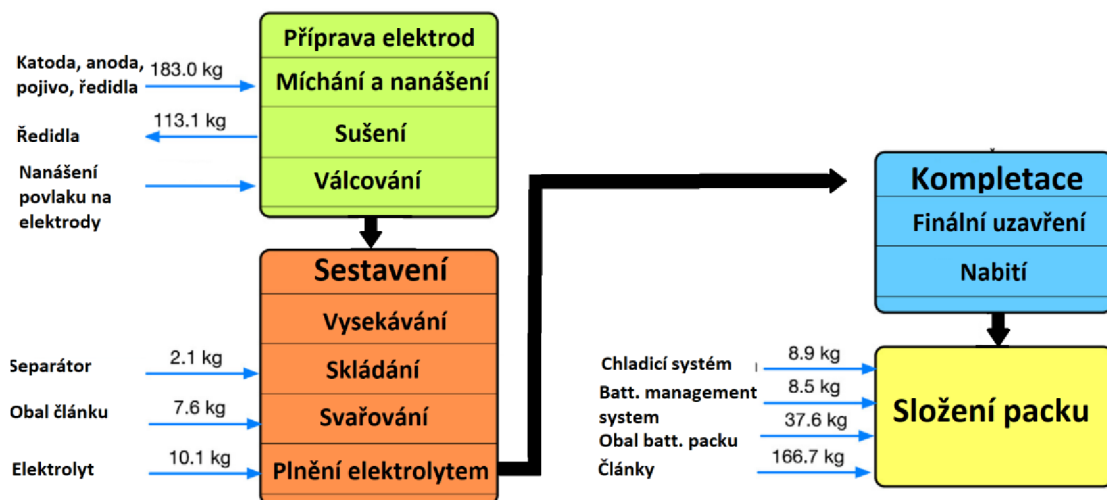 Příprava elektrod
Katoda, anoda,
pojivo, ředidla
183.0 kg
Míchání a nanášení
Ředidla
113.1 kg
Sušení
Nanášení
povlaku na
elektrody
Válcování
Sestavení
Vysekávání
Separátor
2.1 kg
Skládání
Obal článku
7.6 kg
Svařování
Elektrolyt
10.1 kg
Plnění elektrolytem
Kompletace
Finální uzavření
Nabití
Chladicí systém
8.9 kg
Batt. management
system
8.5 kg
Obal batt. packu
37.6 kg
Články
166.7 kg
Složení packu